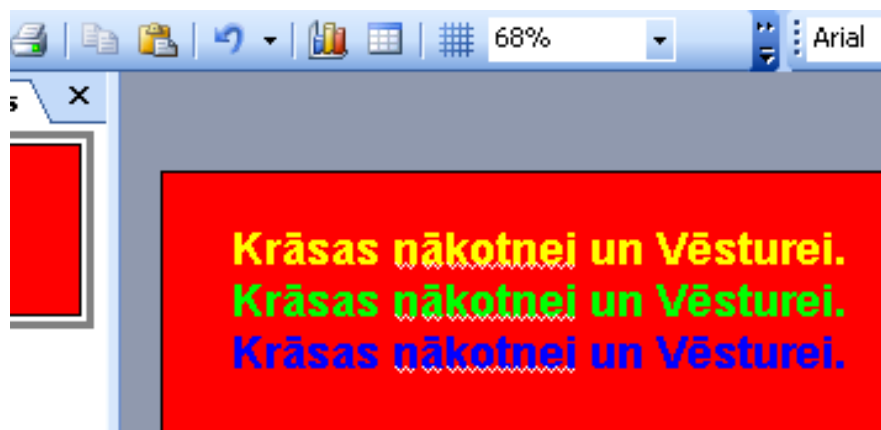 68%
Arial
s
Krāsas nākotnei un Vēsturei.
Krāsas nākotnei un Vēsturei.
Krāsas nākotnei un Vēsturei.